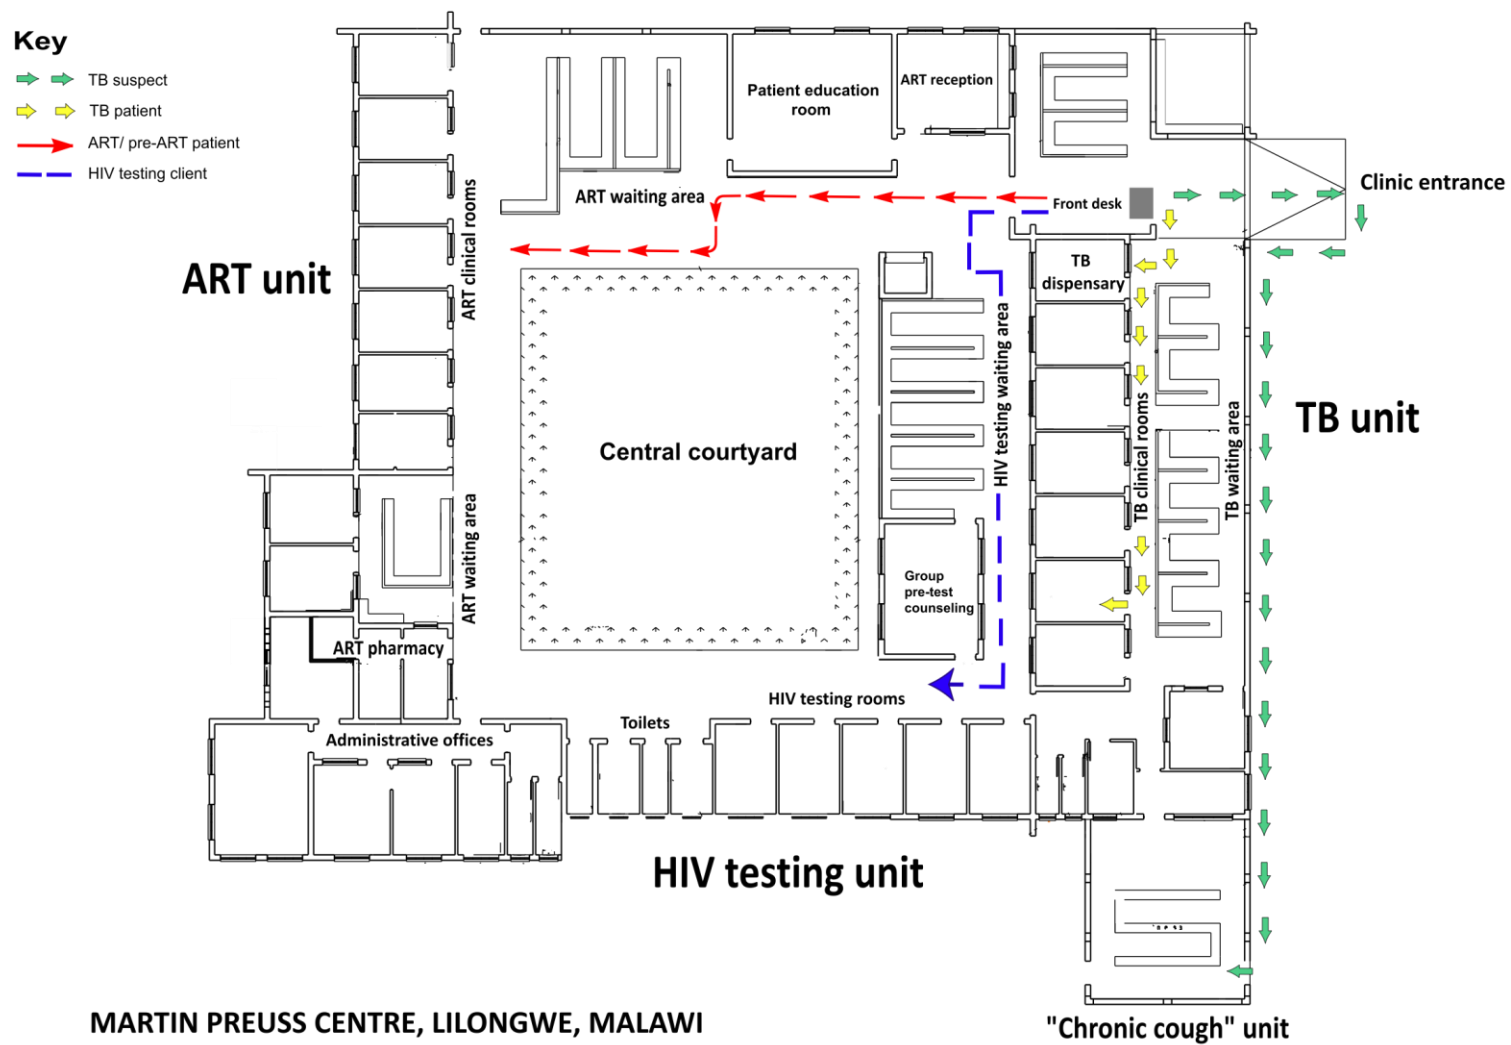 Key
TB suspect
TB patient
ART/ pre-ART patient
HIV testing client
Patient education
room
ART reception
Clinic entrance
ART waiting area
Front desk
ART clinical rooms
ART unit
TB
dispensary
HIV testing waiting area
Central courtyard
TB clinical rooms
TB waiting area
TB unit
ART waiting area
Group
pre-test
counseling
ART pharmacy
HIV testing rooms
Toilets
Administrative offices
HIV testing unit
MARTIN PREUSS CENTRE, LILONGWE, MALAWI
"Chronic cough" unit